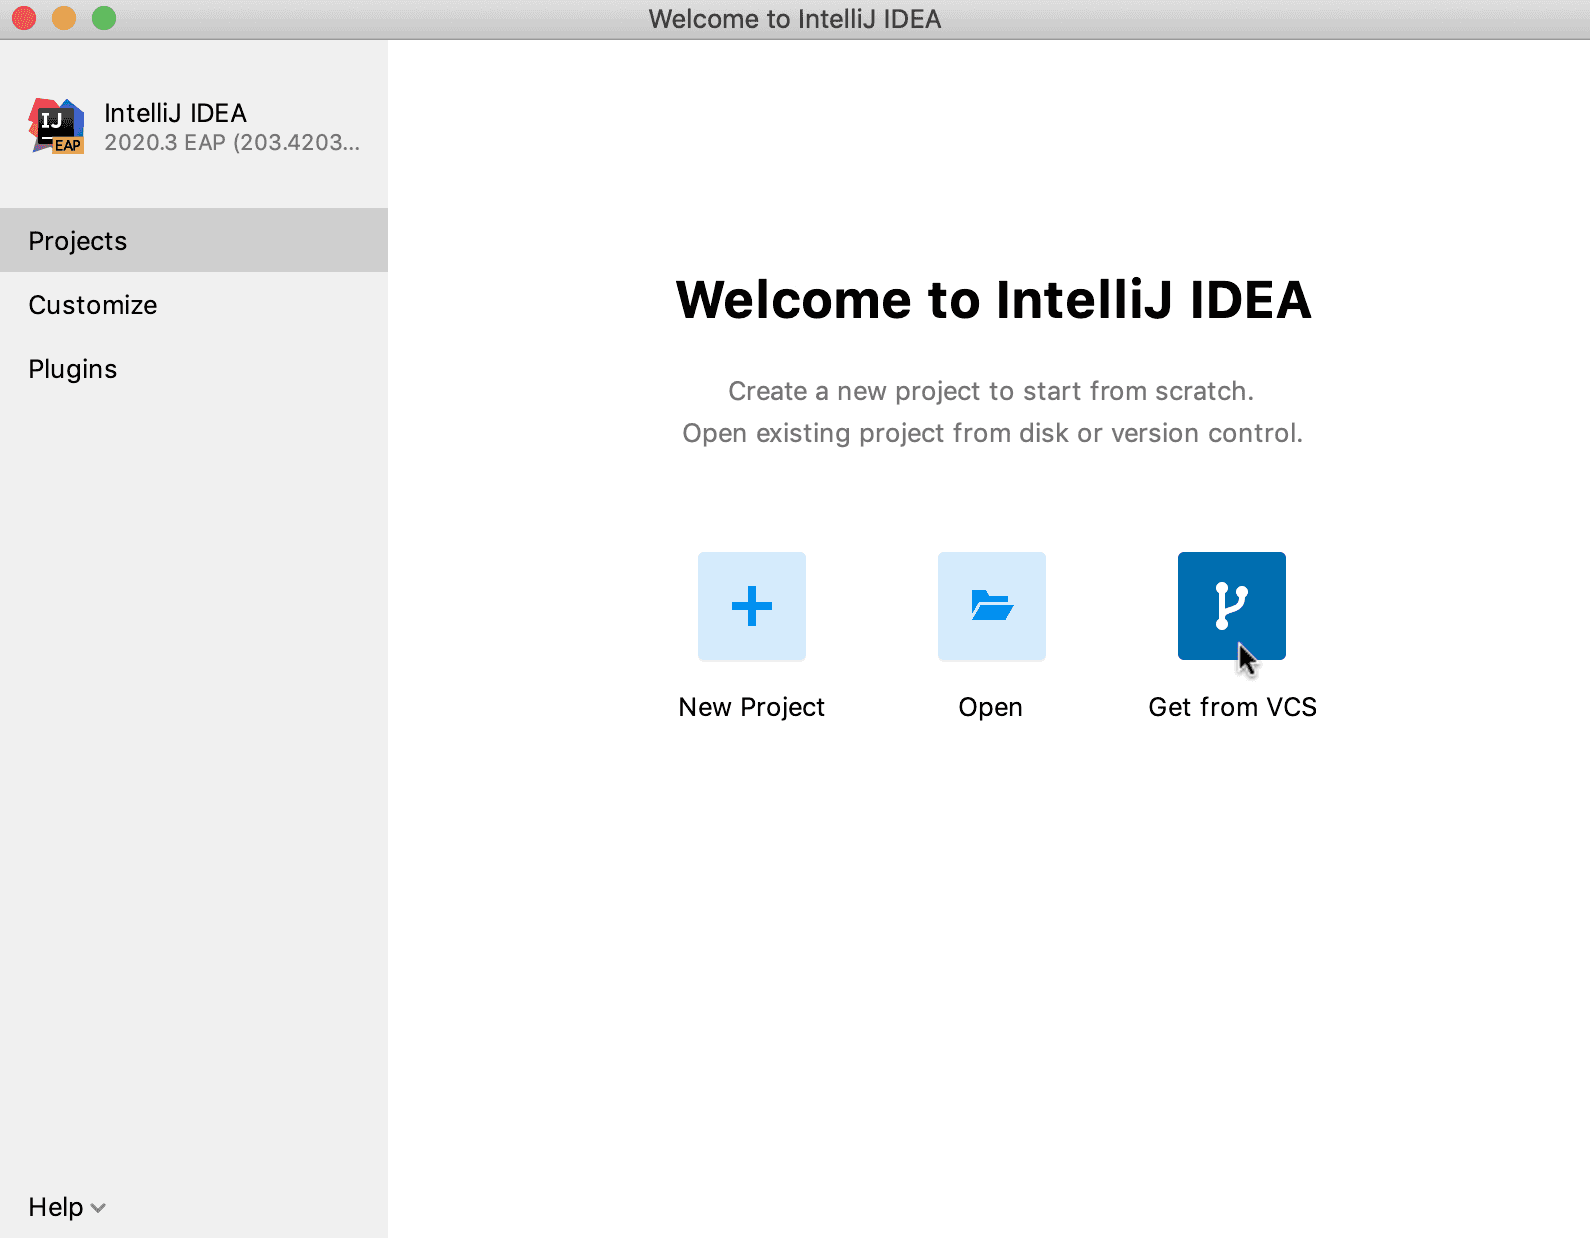 Welcome to IntelliJ IDEA
IJ
EAP
IntelliJ IDEA
2020.3 EAP (203.4203...
Projects
Customize
Plugins
Welcome to IntelliJ IDEA
Create a new project to start from scratch.
Open existing project from disk or version control.
New Project
Open
Get from VCS
Help